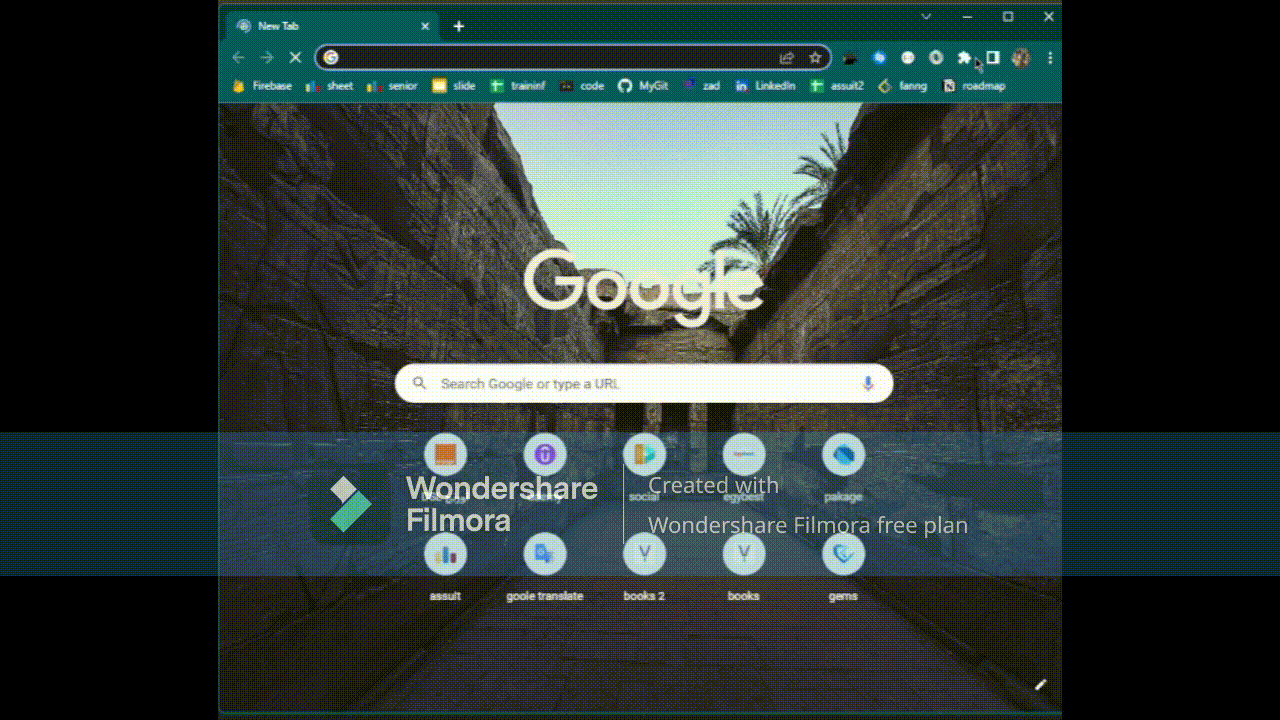 New Tab
Firebase
sheet
senior
slide
traininf
code
MyGit
zad
LinkedIn
assuit2
fanng
roadmap
Google
Search Google or type a URL
social
egybest
pakage
Wondershare
Filmora
Created with
Wondershare Filmora free plan
assuit
goole translate
books 2
books
gems